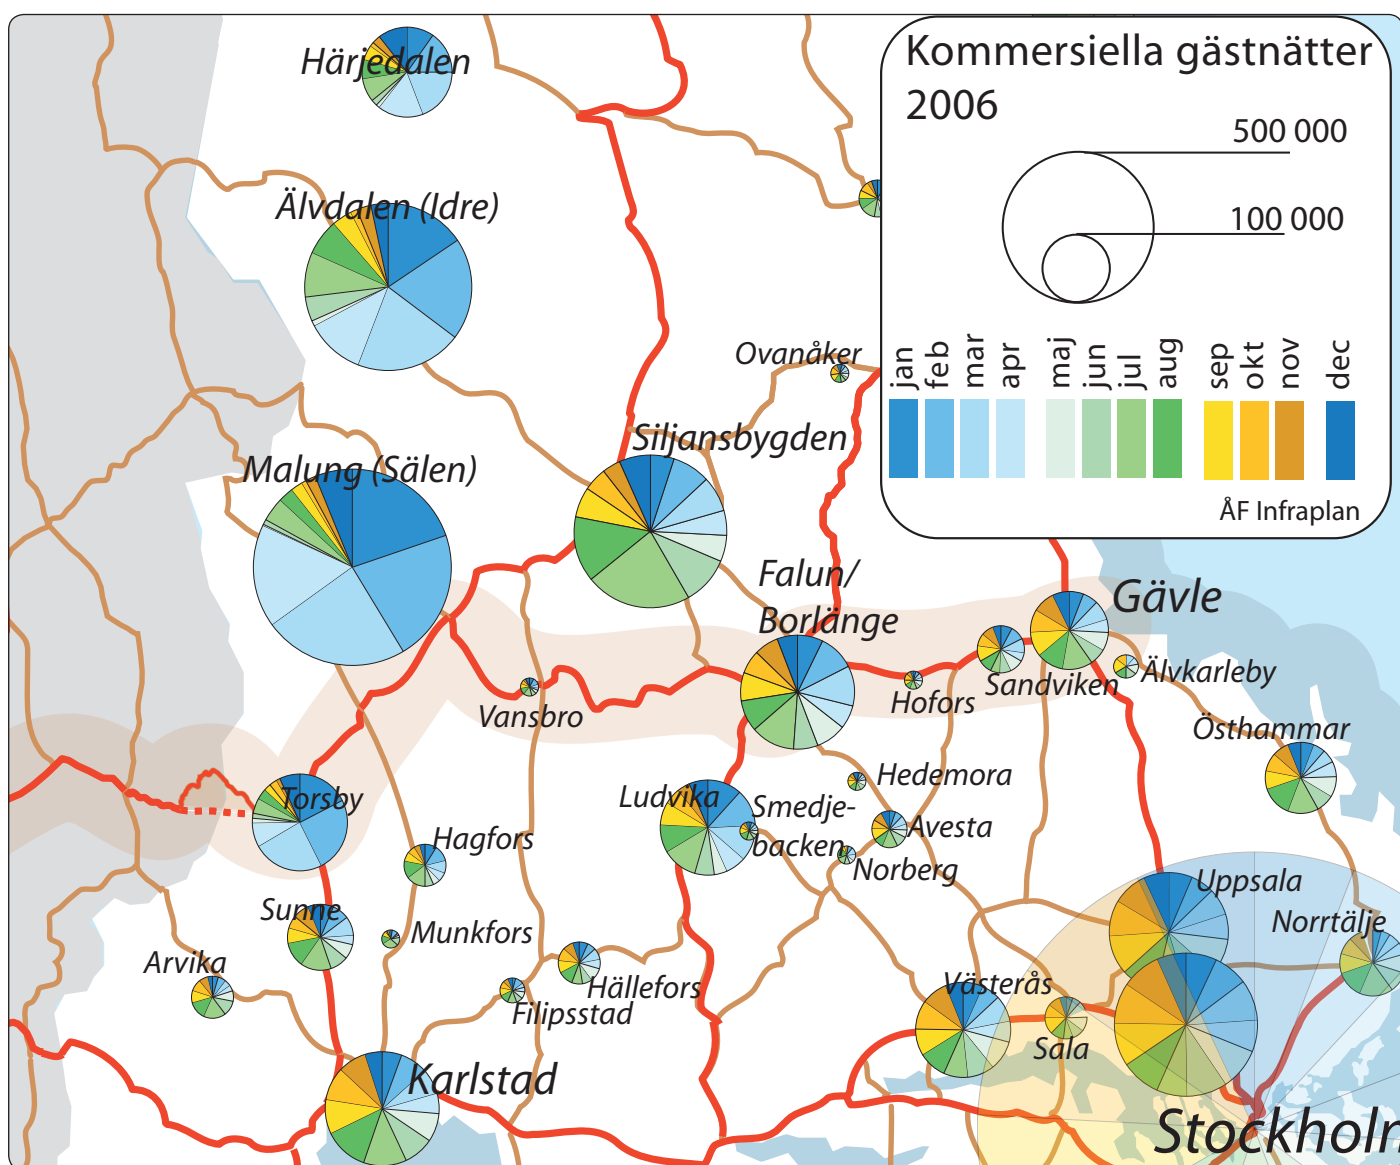 Härjedalen
Kommersiella gästnätter
2006
500 000
100 000
jan
feb
mar
apr
maj
jun
jul
aug
sep
okt
nov
dec
ÅF Infraplan
Älvdalen (Idre)
Ovanåker
Siljansbygden
Malung (Sälen)
Falun/
Borlänge
Gävle
Älvkarleby
Sandviken
Hofors
Vansbro
Östhammar
Hedemora
Torsby
Ludvika
Smedje-
backen
Avesta
Norberg
Hagfors
Uppsala
Sunne
Norrtälje
Munkfors
Arvika
Hällefors
Västerås
Filipsstad
Sala
Karlstad
Stockholm